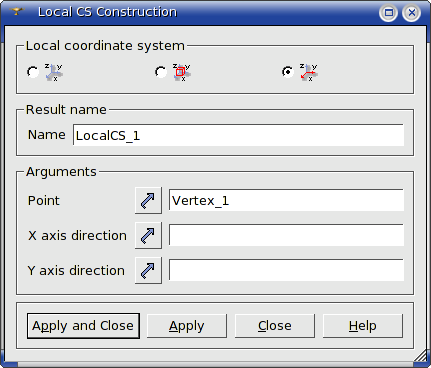 Local CS Construction
Local coordinate system
z y x
z y x
z y x
Result name
Name LocalCS_1
Arguments
Point Vertex_1
X axis direction
Y axis direction
Apply and Close Apply Close Help